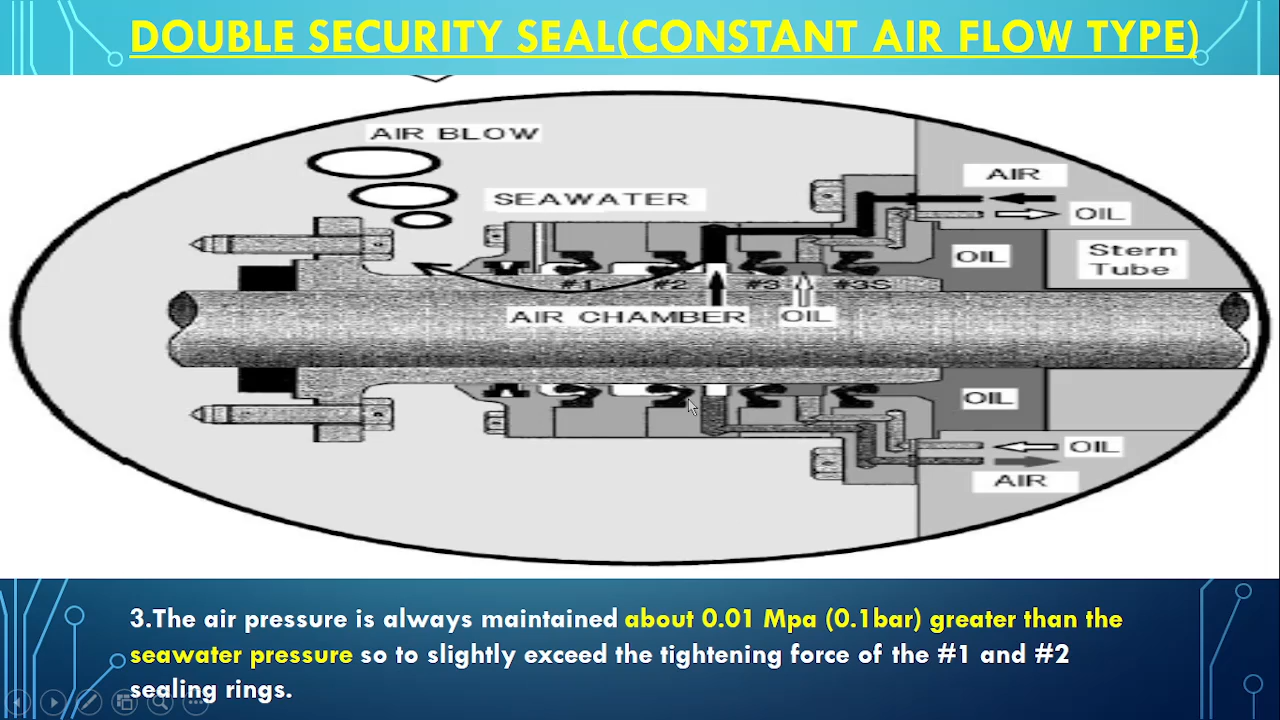 DOUBLE SECURITY SEAL(CONSTANT AIR FLOW TYPE)
AIR BLOW
SEAWATER
AIR
OIL
OIL
Stern
Tube
#1
#2
#3
#3S
AIR CHAMBER
OIL
OIL
OIL
AIR
3.The air pressure is always maintained about 0.01 Mpa (0.1bar) greater than the
seawater pressure so to slightly exceed the tightening force of the #1 and #2
sealing rings.